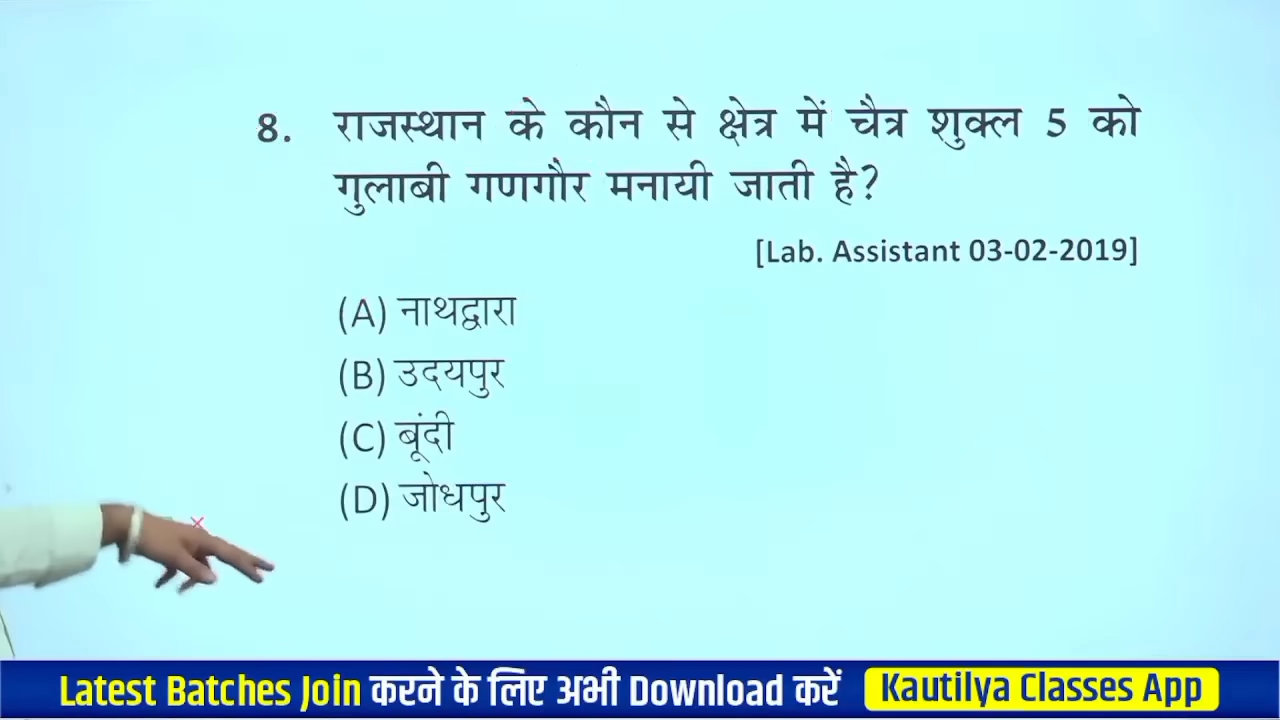 8. राजस्थान के कौन से क्षेत्र में चैत्र शुक्ल 5 को
गुलाबी गणगौर मनायी जाती है?
[Lab. Assistant 03-02-2019]
(A) नाथद्वारा
(B) उदयपुर
(C) बूंदी
(D) जोधपुर
Latest Batches Join करने के लिए अभी Download करें Kautilya Classes App